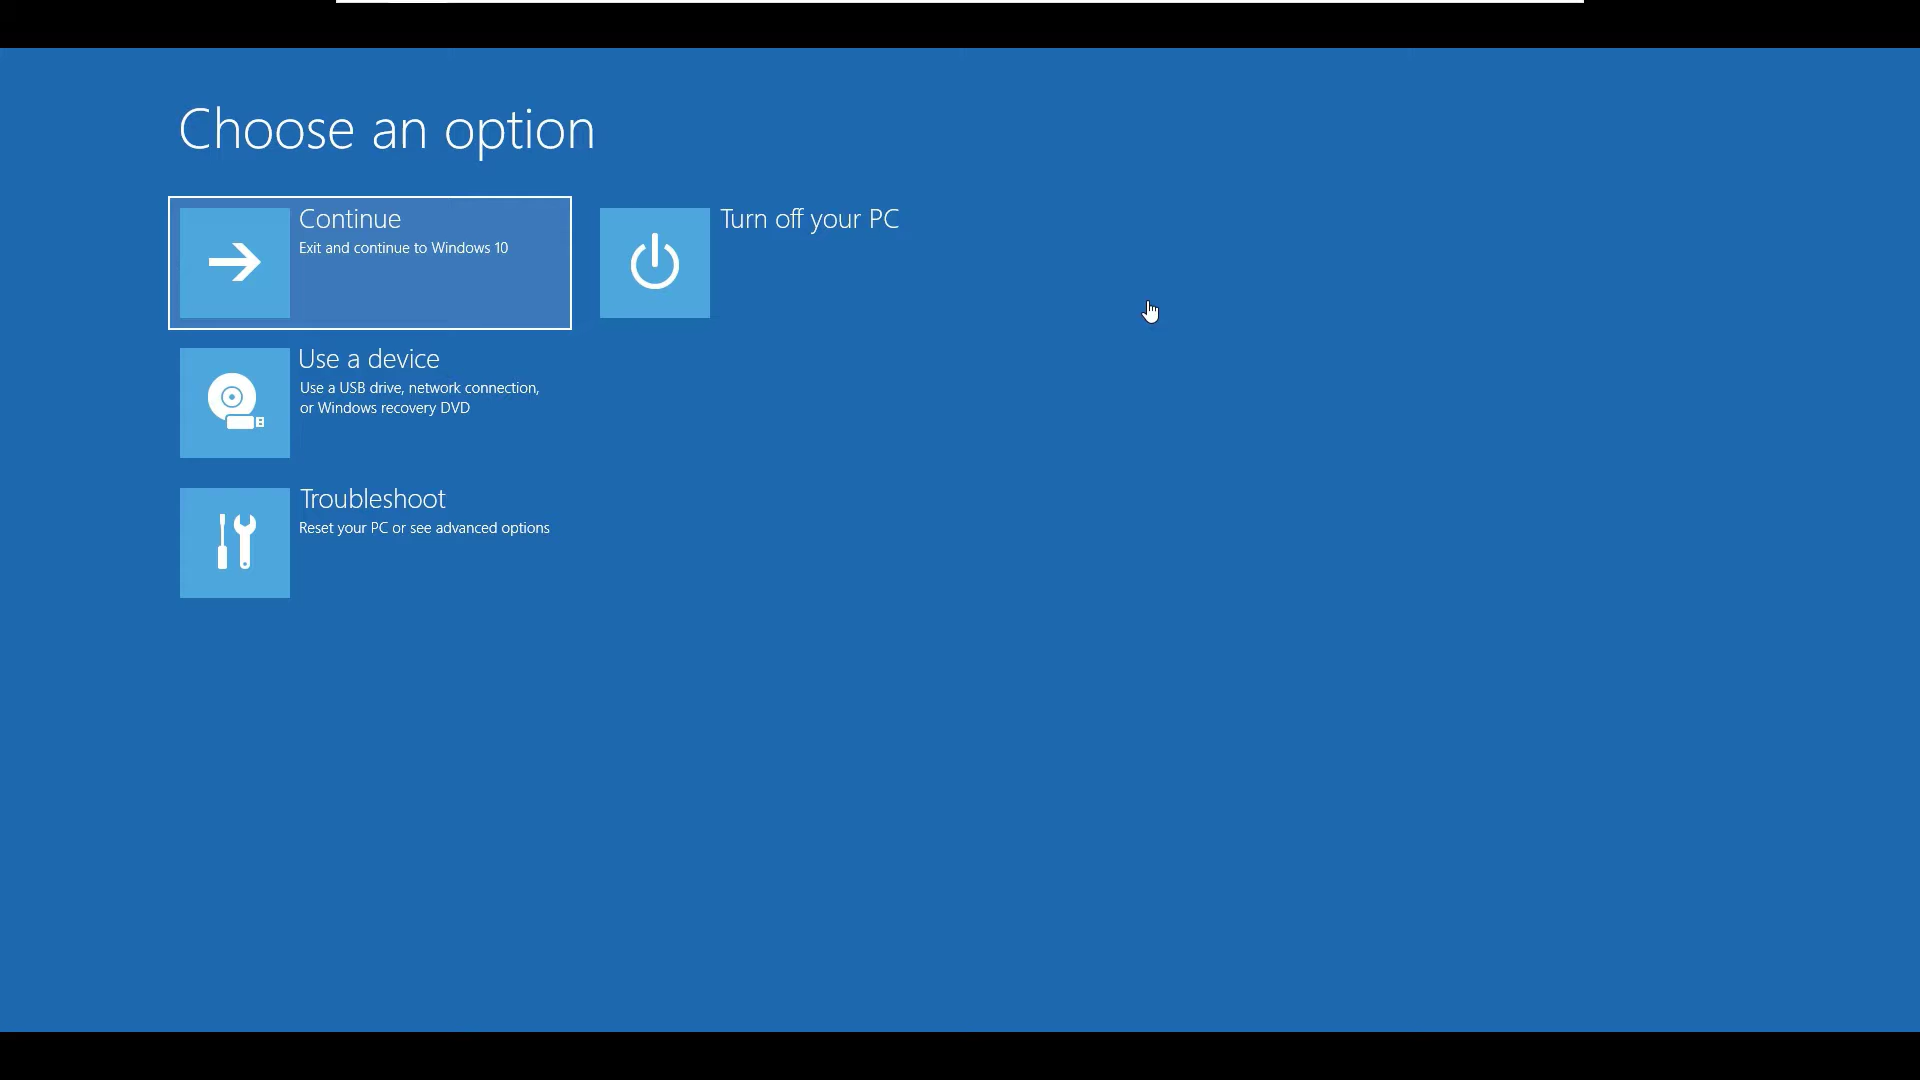 Choose an option
Continue
Exit and continue to Windows 10
Turn off your PC
Use a device
Use a USB drive, network connection,
or Windows recovery DVD
Troubleshoot
Reset your PC or see advanced options